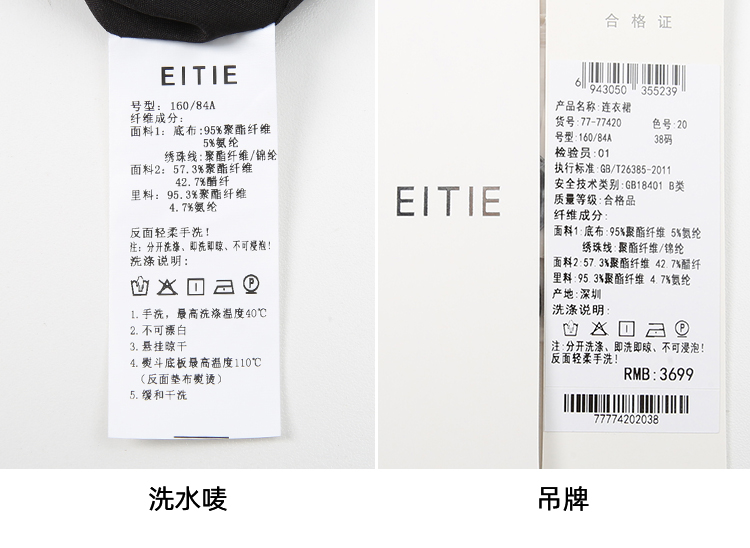 EITIE
号型: 160/84A
纤维成分:
面料1: 底布:95%聚酯纤维
5%氨纶
绣珠线:聚酯纤维/锦纶
面料2: 57.3%聚酯纤维
42.7%醋纤
里料: 95.3%聚酯纤维
4.7%氨纶
反面轻柔手洗!
注: 分开洗涤、即洗即晾、不可浸泡!
洗涤说明:
1.手洗,最高洗涤温度40℃
2.不可漂白
3.悬挂晾干
4.熨斗底板最高温度110℃
(反面垫布熨烫)
5.缓和干洗
洗水唛
EITIE
合格证
6 943050 355239
产品名称: 连衣裙
货号: 77-77420 色号: 20
号型: 160/84A 38码
检验员: 01
执行标准: GB/T26385-2011
安全技术类别: GB18401 B类
质量等级: 合格品
纤维成分:
面料1: 底布: 95%聚酯纤维 5%氨纶
绣珠线: 聚酯纤维/锦纶
面料2: 57.3%聚酯纤维 42.7%醋纤
里料: 95.3%聚酯纤维 4.7%氨纶
产地: 深圳
洗涤说明:
注: 分开洗涤、即洗即晾、不可浸泡!
反面轻柔手洗!
RMB: 3699
77774202038
吊牌